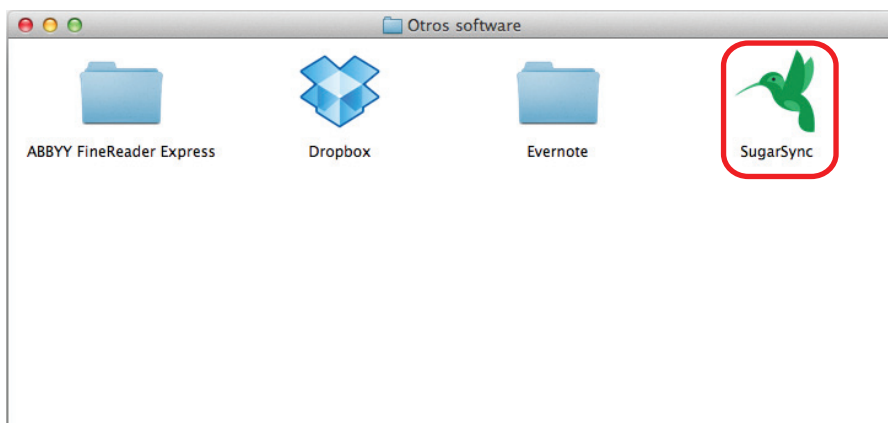 Otros software
ABBYY FineReader Express
Dropbox
Evernote
SugarSync